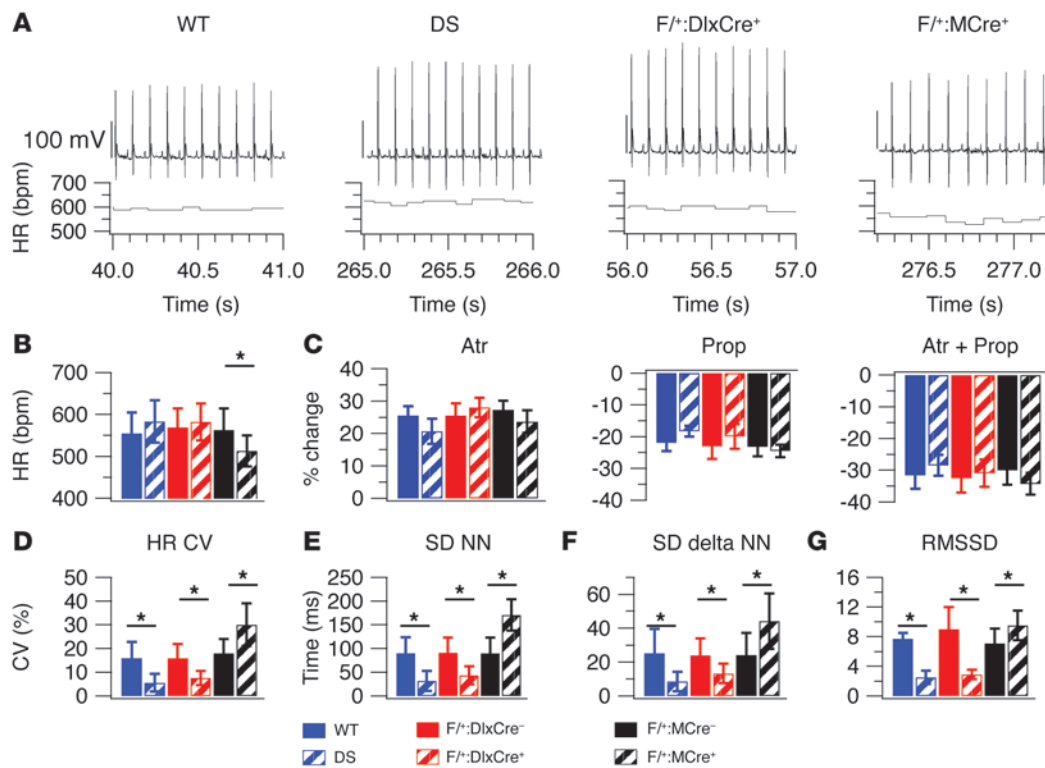 A
WT
DS
F/⁺:DlxCre⁺
F/⁺:MCre⁺
100 mV
HR (bpm)
700
600
500
40.0 40.5 41.0
265.0 265.5 266.0
56.0 56.5 57.0
276.5 277.0
Time (s)
Time (s)
Time (s)
Time (s)
B
HR (bpm)
700
600
500
400
*
C
Atr
% change
40
30
20
10
0
Prop
0
-10
-20
-30
-40
Atr + Prop
0
-10
-20
-30
-40
D
HR CV
CV (%)
50
40
30
20
10
0
* * *
E
SD NN
Time (ms)
250
200
150
100
50
0
* * *
F
SD delta NN
60
40
20
0
* * *
G
RMSSD
16
12
8
4
0
* * *
WT
DS
F/⁺:DlxCre⁻
F/⁺:DlxCre⁺
F/⁺:MCre⁻
F/⁺:MCre⁺